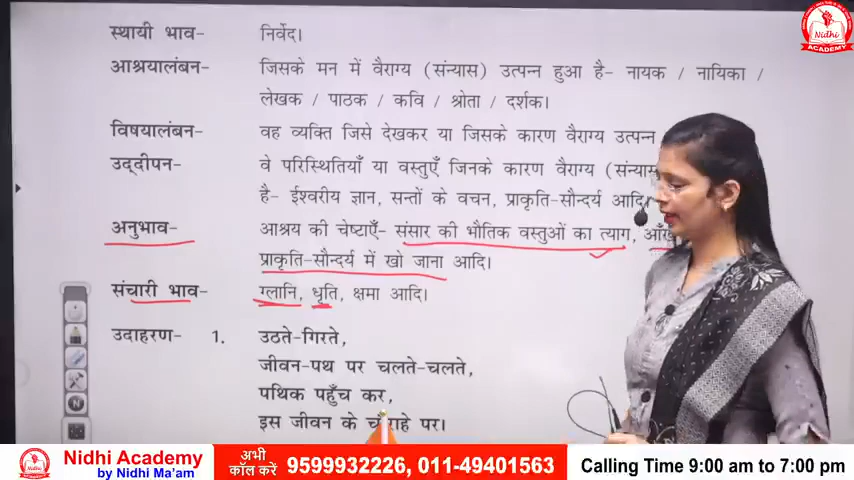 स्थायी भाव- निर्वेद।
आश्रयालंबन- जिसके मन में वैराग्य (संन्यास) उत्पन्न हुआ है- नायक / नायिका /
लेखक / पाठक / कवि / श्रोता / दर्शक।
विषयालंबन- वह व्यक्ति जिसे देखकर या जिसके कारण वैराग्य उत्पन्न
उद्‌दीपन- वे परिस्थितियाँ या वस्तुएँ जिनके कारण वैराग्य (संन्यास
है- ईश्वरीय ज्ञान, सन्तों के वचन, प्राकृति-सौन्दर्य आदि।
अनुभाव- आश्रय की चेष्टाएँ- संसार की भौतिक वस्तुओं का त्याग,
प्राकृति-सौन्दर्य में खो जाना आदि।
संचारी भाव- ग्लानि, धृति, क्षमा आदि।
उदाहरण- 1. उठते-गिरते,
जीवन-पथ पर चलते-चलते,
पथिक पहुँच कर,
इस जीवन के चौराहे पर।
Nidhi
ACADEMY
Nidhi Academy
by Nidhi Ma'am
अभी
कॉल करें
9599932226, 011-49401563
Calling Time 9:00 am to 7:00 pm